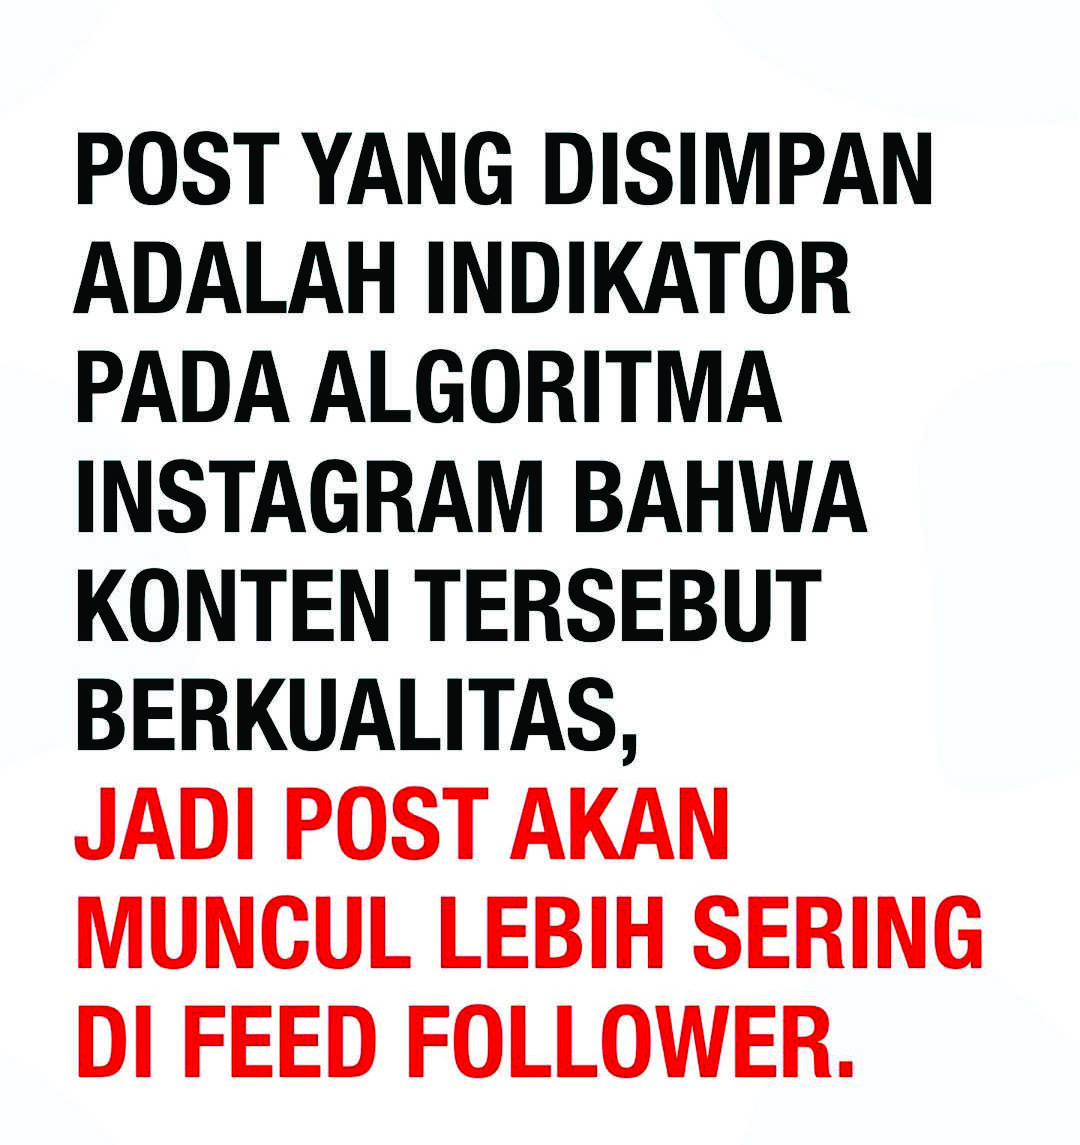 POST YANG DISIMPAN
ADALAH INDIKATOR
PADA ALGORITMA
INSTAGRAM BAHWA
KONTEN TERSEBUT
BERKUALITAS,
JADI POST AKAN
MUNCUL LEBIH SERING
DI FEED FOLLOWER.